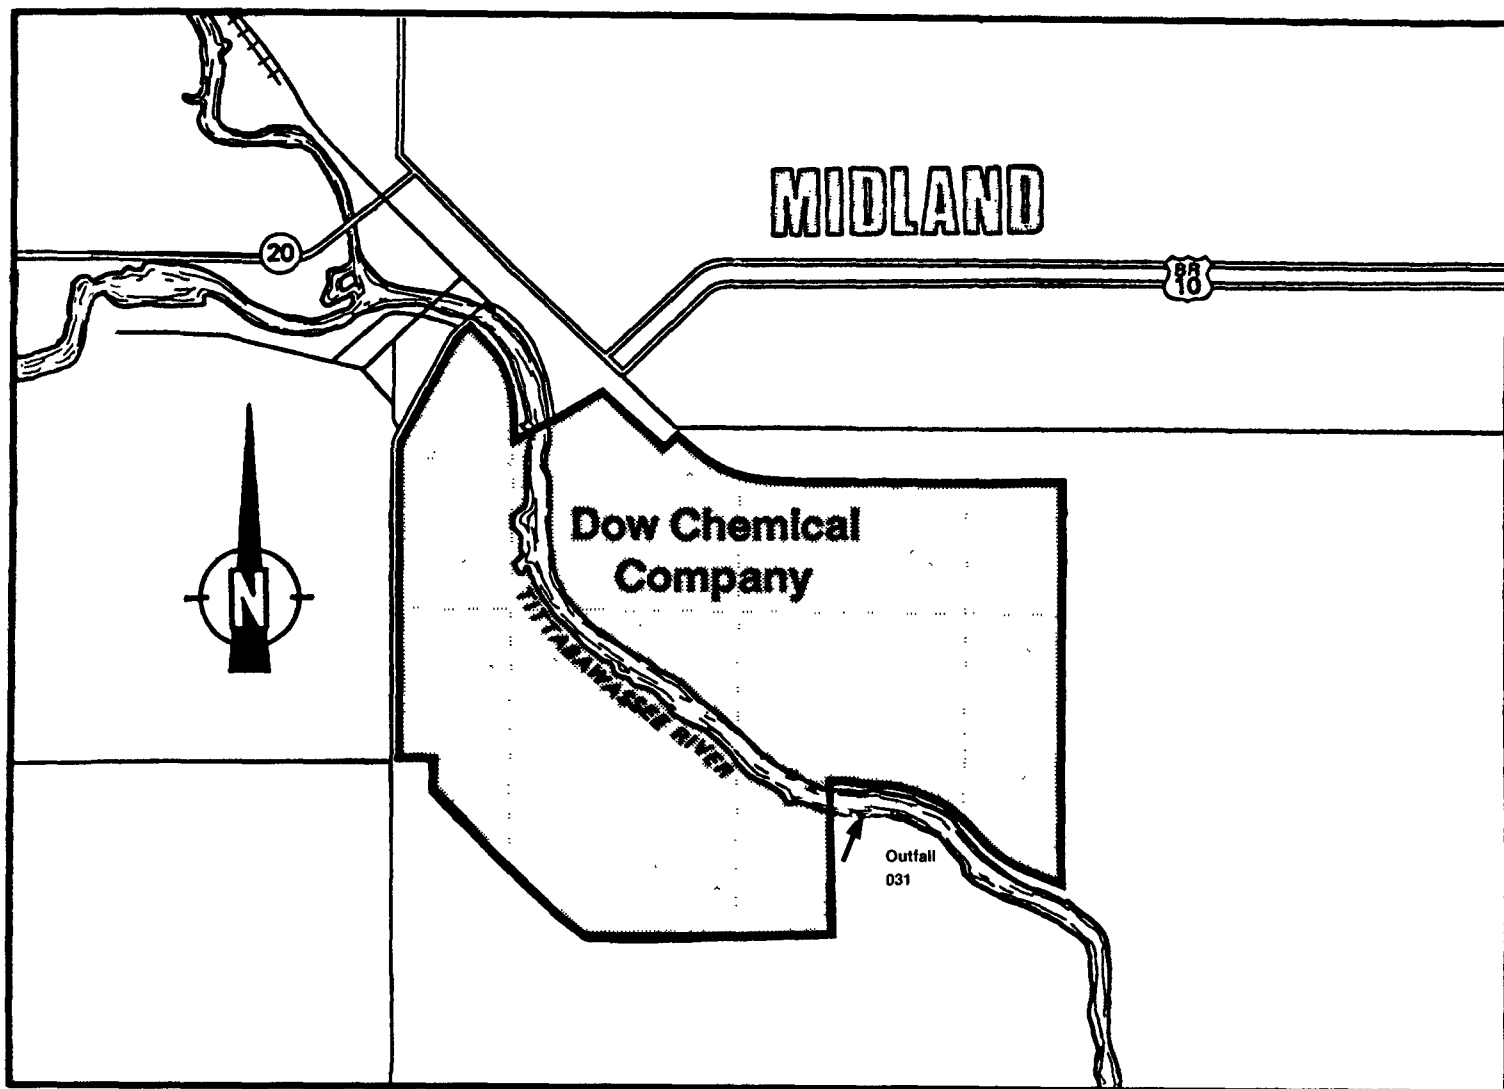 MIDLAND
20
BR
10
Dow Chemical
Company
N
TITTABAWASSEE RIVER
Outfall
031